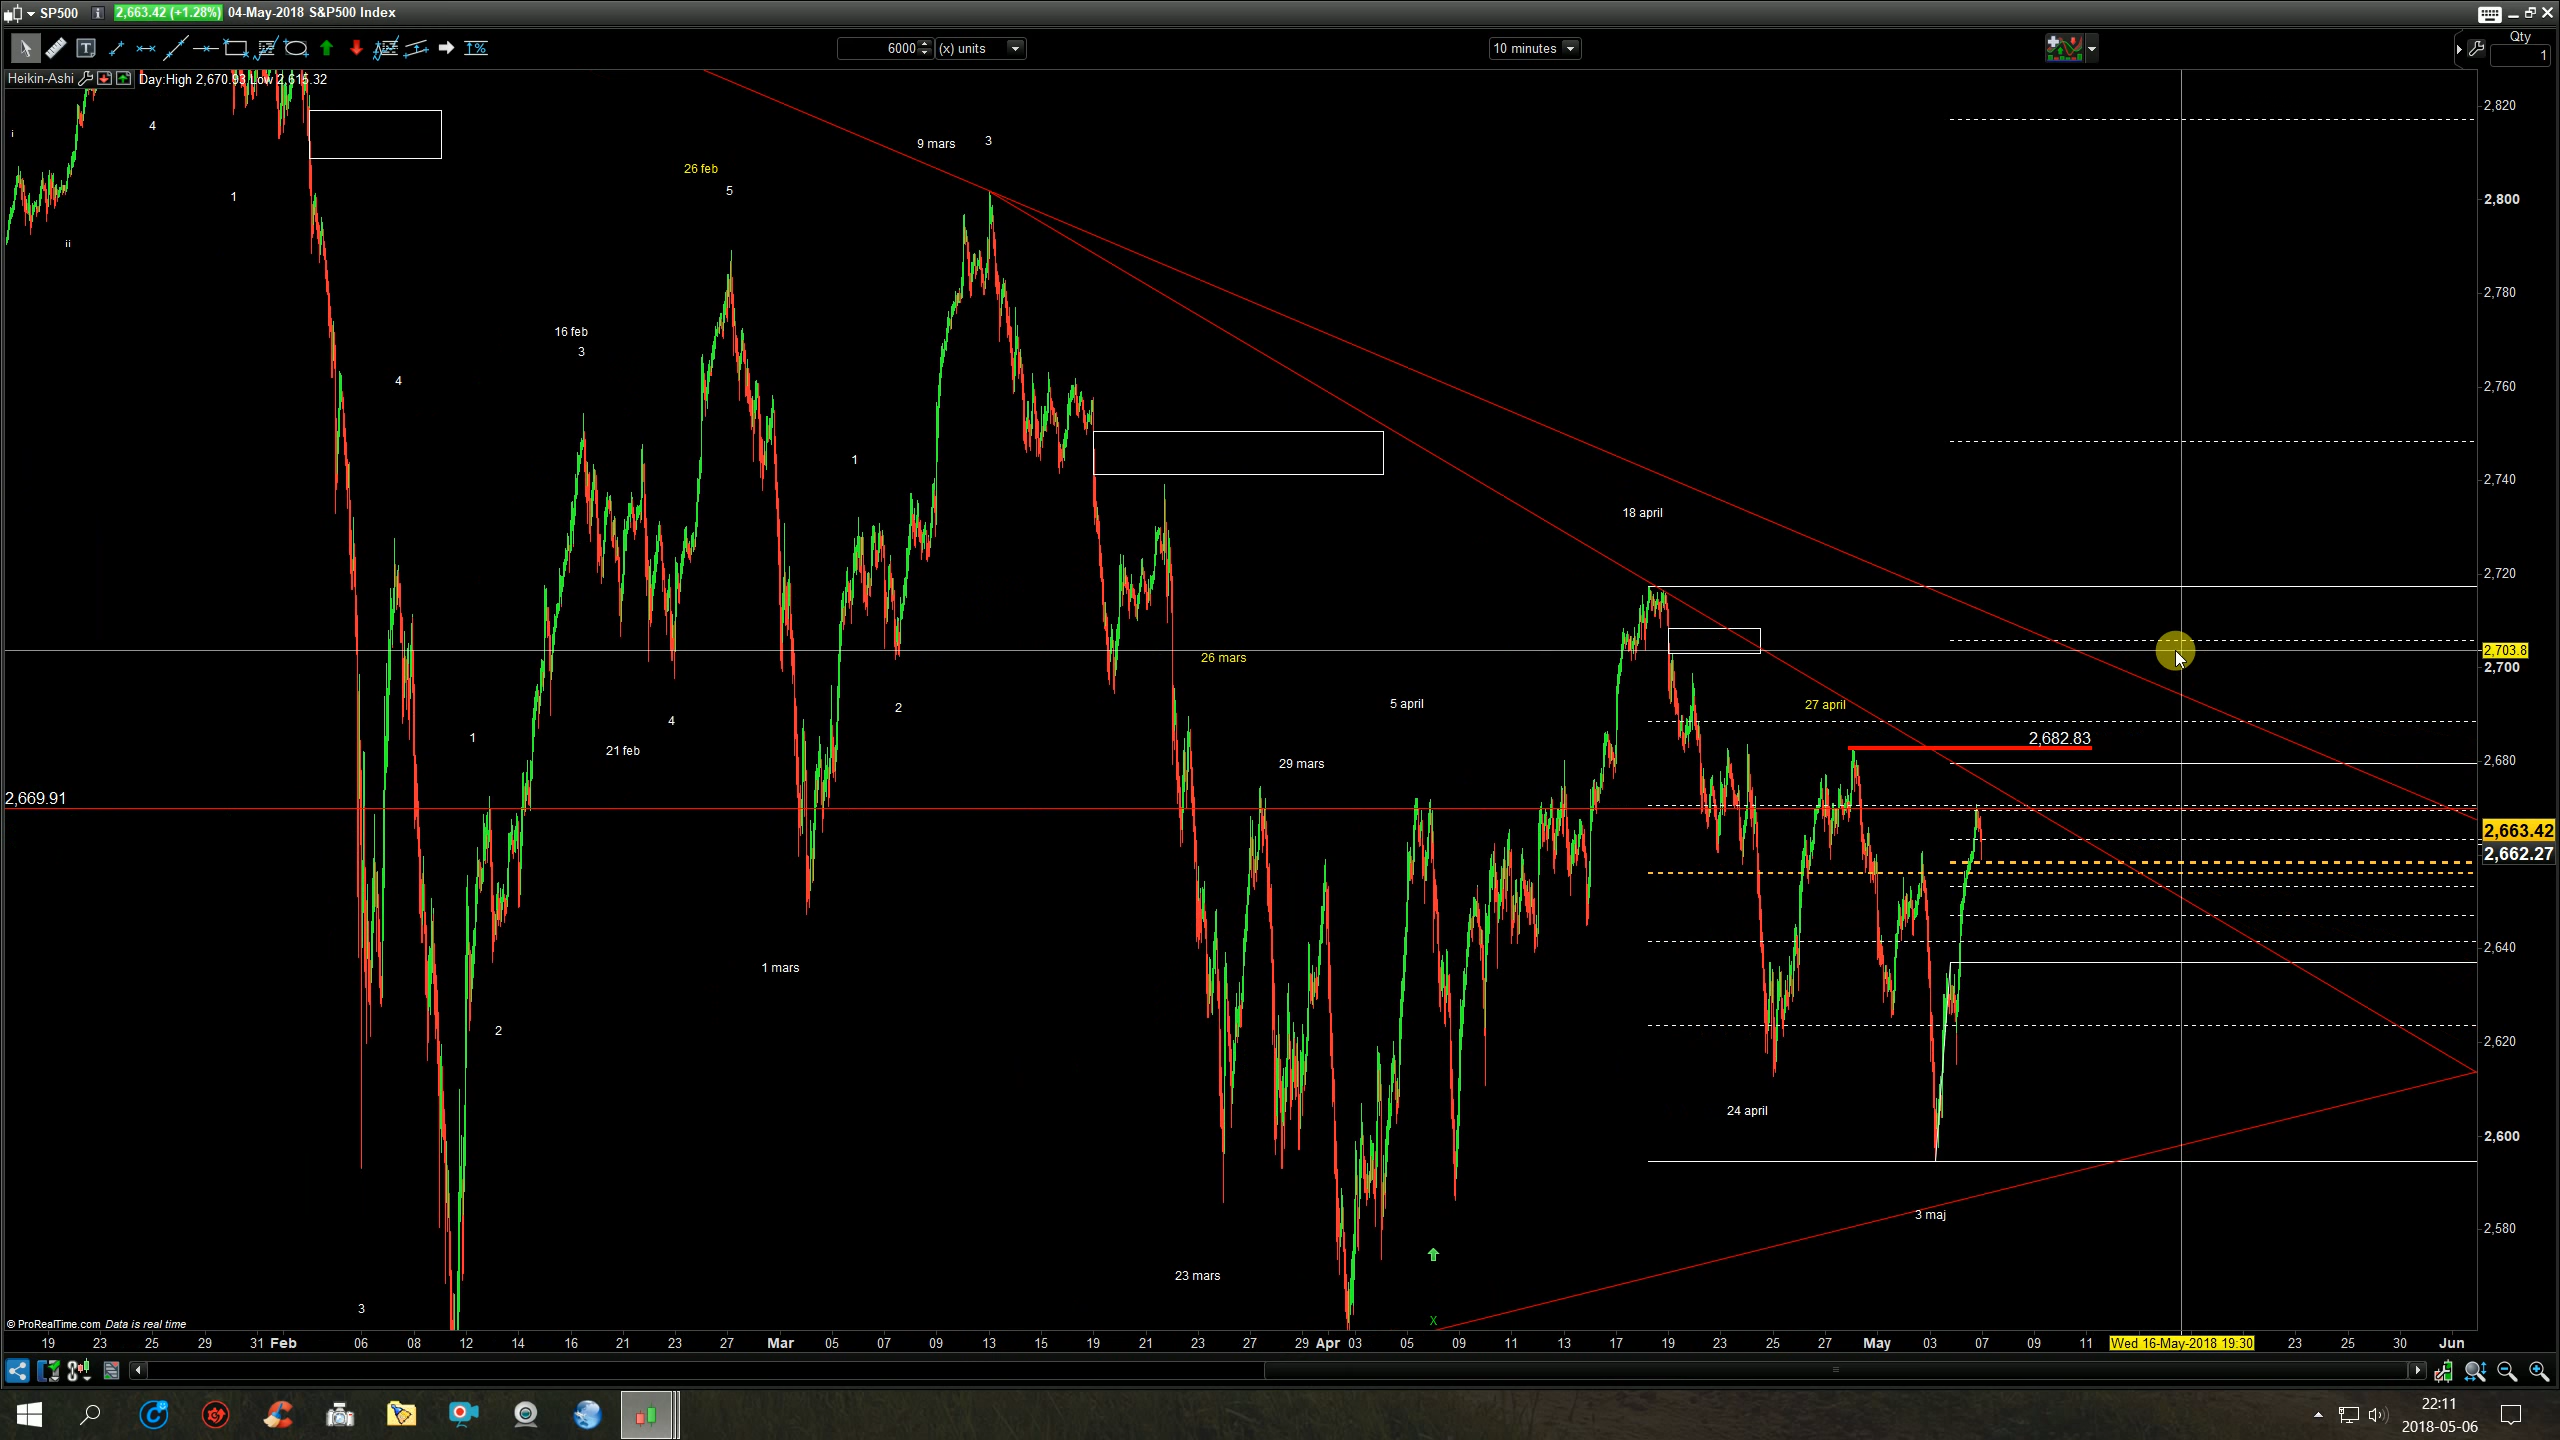 SP500 i 2,663.42 (+1.28%) 04-May-2018 S&P500 Index
6000 (x) units 10 minutes Qty
1
Heikin-Ashi Day:High 2,670.93 Low 2,615.32
2,820
4
i
9 mars 3
26 feb
5
1
2,800
ii
2,780
16 feb
3
4
2,760
1
2,740
18 april
2,720
26 mars
2,703.8
2,700
5 april
27 april
2
4
1
2,682.83
21 feb
29 mars
2,680
2,669.91
2,663.42
2,662.27
2,640
1 mars
2
2,620
24 april
2,600
3 maj
2,580
23 mars
3
X
© ProRealTime.com Data is real time
19 23 25 29 31 Feb 06 08 12 14 16 21 23 27 Mar 05 07 09 13 15 19 21 23 27 29 Apr 03 05 09 11 13 17 19 23 25 27 May 03 07 09 11 Wed 16-May-2018 19:30 23 25 30 Jun
22:11
2018-05-06